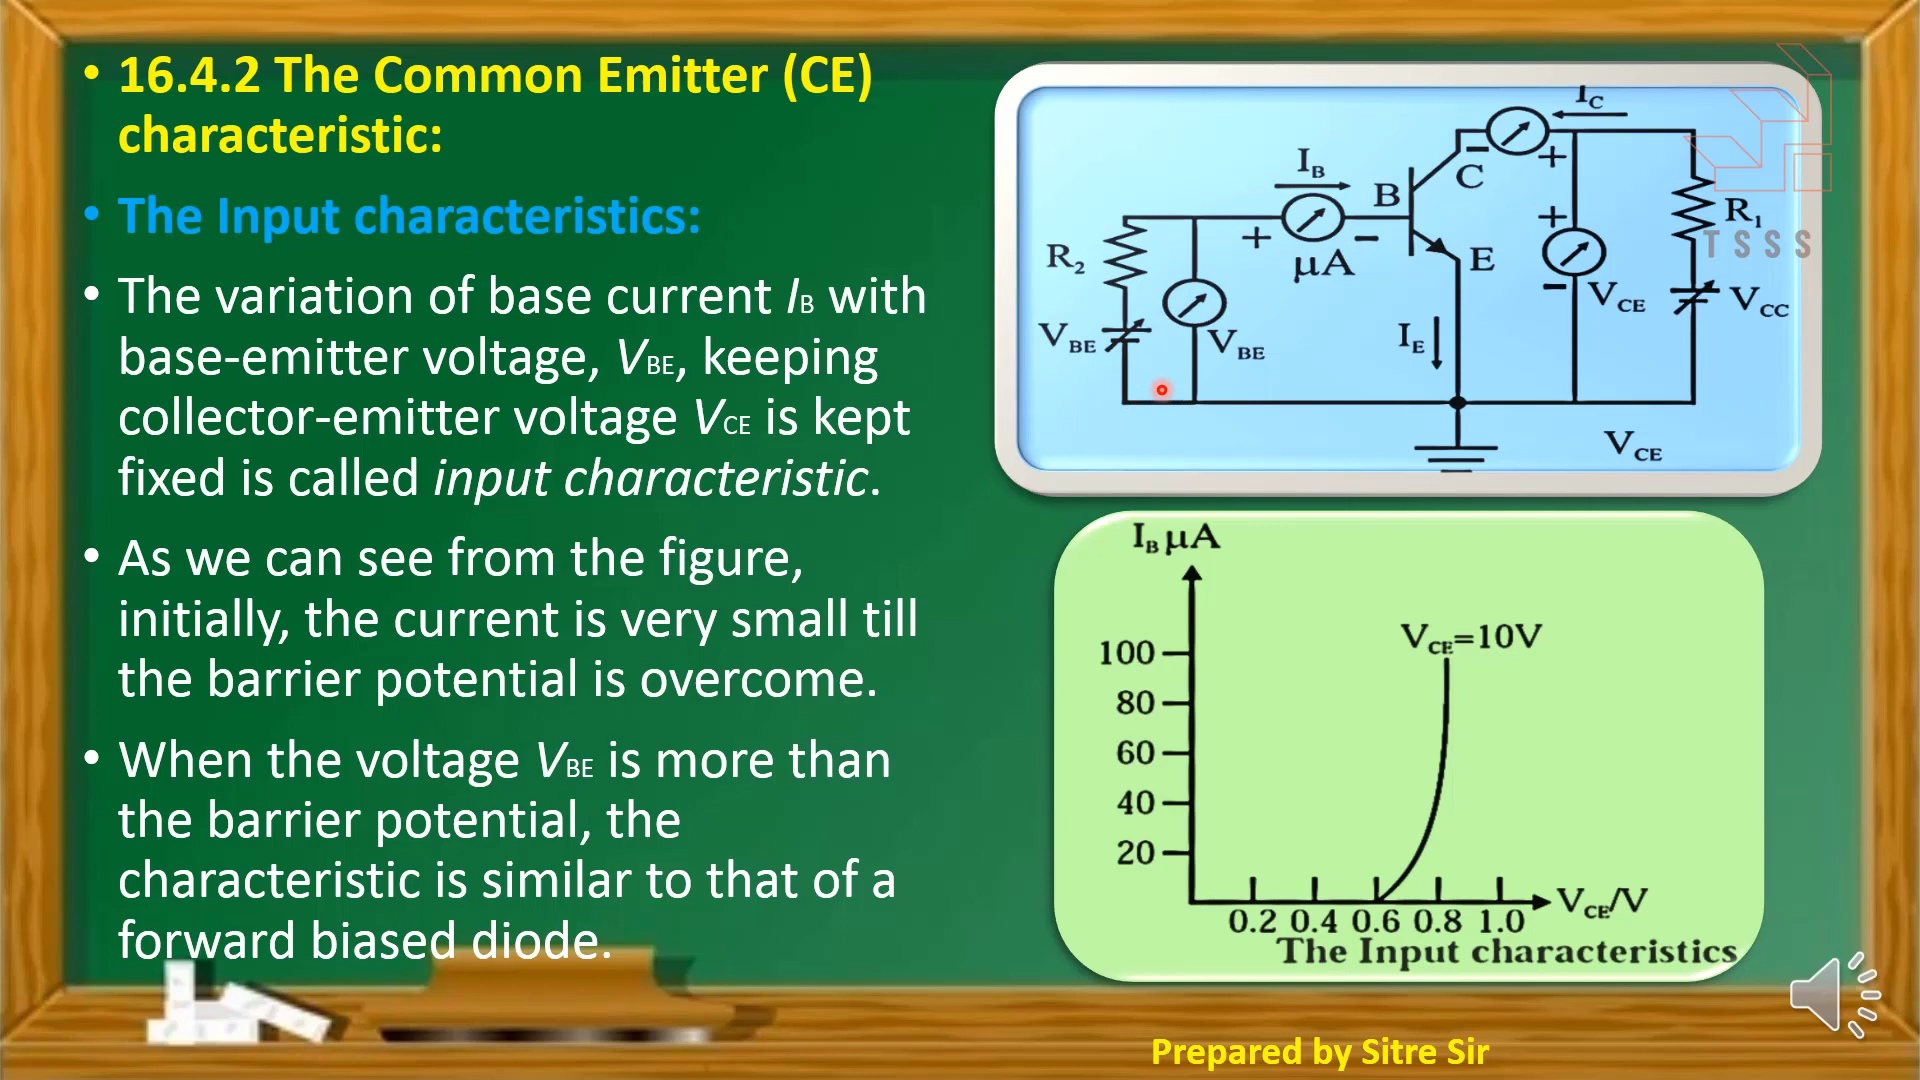 • 16.4.2 The Common Emitter (CE)
characteristic:
• The Input characteristics:
• The variation of base current IB with
base-emitter voltage, VBE, keeping
collector-emitter voltage VCE is kept
fixed is called input characteristic.
• As we can see from the figure,
initially, the current is very small till
the barrier potential is overcome.
• When the voltage VBE is more than
the barrier potential, the
characteristic is similar to that of a
forward biased diode.
IC
IB
B
C
+
+
R1
TSSS
R2
+
-
μA
E
-
VCE
VCC
VBE
VBE
IE
VCE
IB μA
VCE=10V
100
80
60
40
20
VCE/V
0.2 0.4 0.6 0.8 1.0
The Input characteristics
Prepared by Sitre Sir